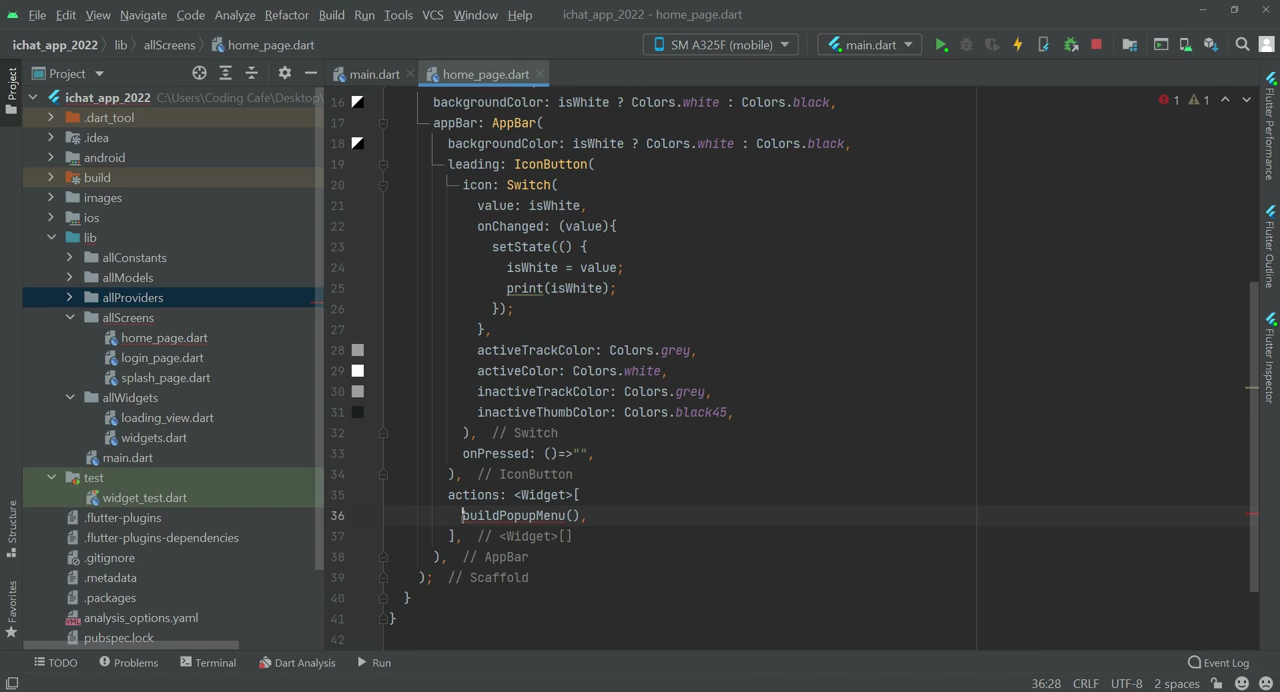 File Edit View Navigate Code Analyze Refactor Build Run Tools VCS Window Help ichat_app_2022 - home_page.dart
ichat_app_2022 lib allScreens home_page.dart SM A325F (mobile) main.dart
Project main.dart home_page.dart
Project
ichat_app_2022 C:\Users\Coding Cafe\Desktop\
.dart_tool
.idea
android
build
images
ios
lib
allConstants
allModels
allProviders
allScreens
home_page.dart
login_page.dart
splash_page.dart
allWidgets
loading_view.dart
widgets.dart
main.dart
test
widget_test.dart
.flutter-plugins
.flutter-plugins-dependencies
.gitignore
.metadata
.packages
analysis_options.yaml
pubspec.lock
Structure
Favorites
16 backgroundColor: isWhite ? Colors.white : Colors.black,
17 appBar: AppBar(
18 backgroundColor: isWhite ? Colors.white : Colors.black,
19 leading: IconButton(
20 icon: Switch(
21 value: isWhite,
22 onChanged: (value){
23 setState(() {
24 isWhite = value;
25 print(isWhite);
26 });
27 },
28 activeTrackColor: Colors.grey,
29 activeColor: Colors.white,
30 inactiveTrackColor: Colors.grey,
31 inactiveThumbColor: Colors.black45,
32 ), // Switch
33 onPressed: ()=>"",
34 ), // IconButton
35 actions: <Widget>[
36 buildPopupMenu(),
37 ], // <Widget>[]
38 ), // AppBar
39 ); // Scaffold
40 }
41 }
42
1 1
Flutter Performance
Flutter Outline
Flutter Inspector
TODO Problems Terminal Dart Analysis Run Event Log
36:28 CRLF UTF-8 2 spaces